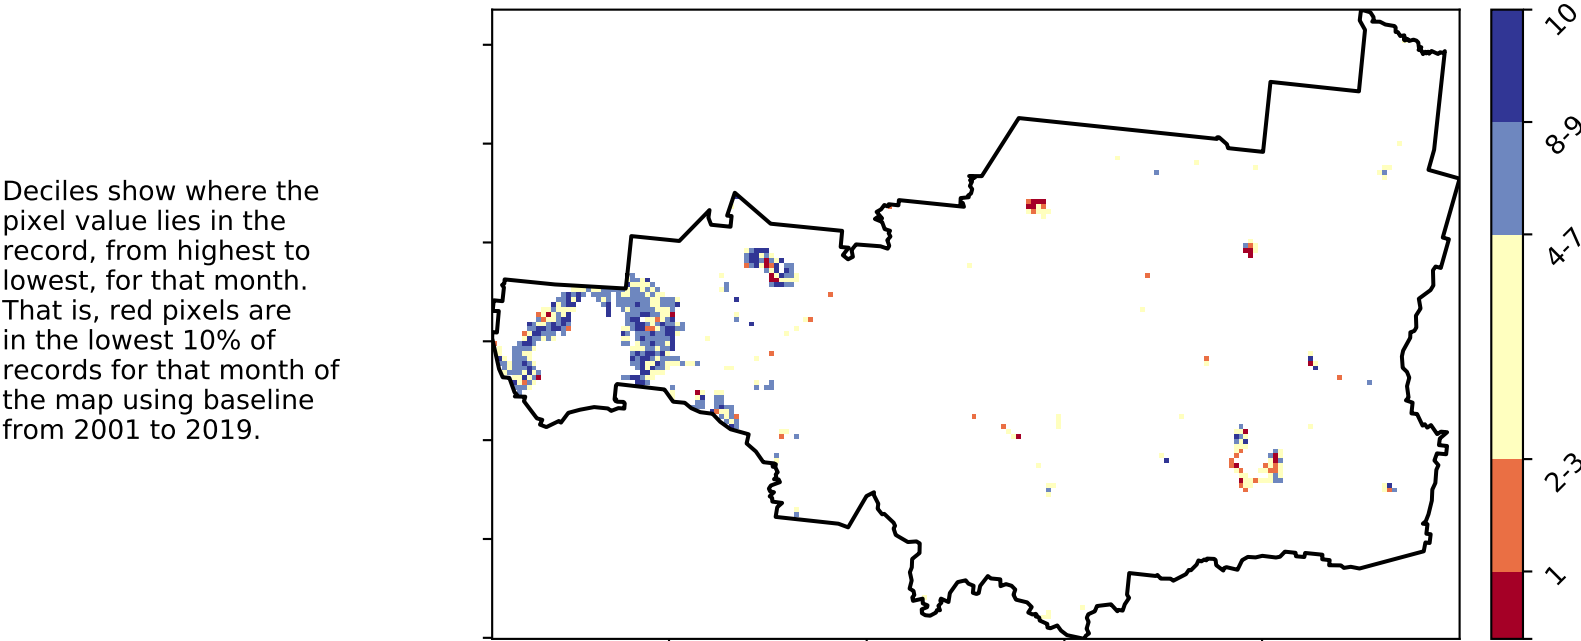 Deciles show where the
pixel value lies in the
record, from highest to
lowest, for that month.
That is, red pixels are
in the lowest 10% of
records for that month of
the map using baseline
from 2001 to 2019.
10
8-9
4-7
2-3
1